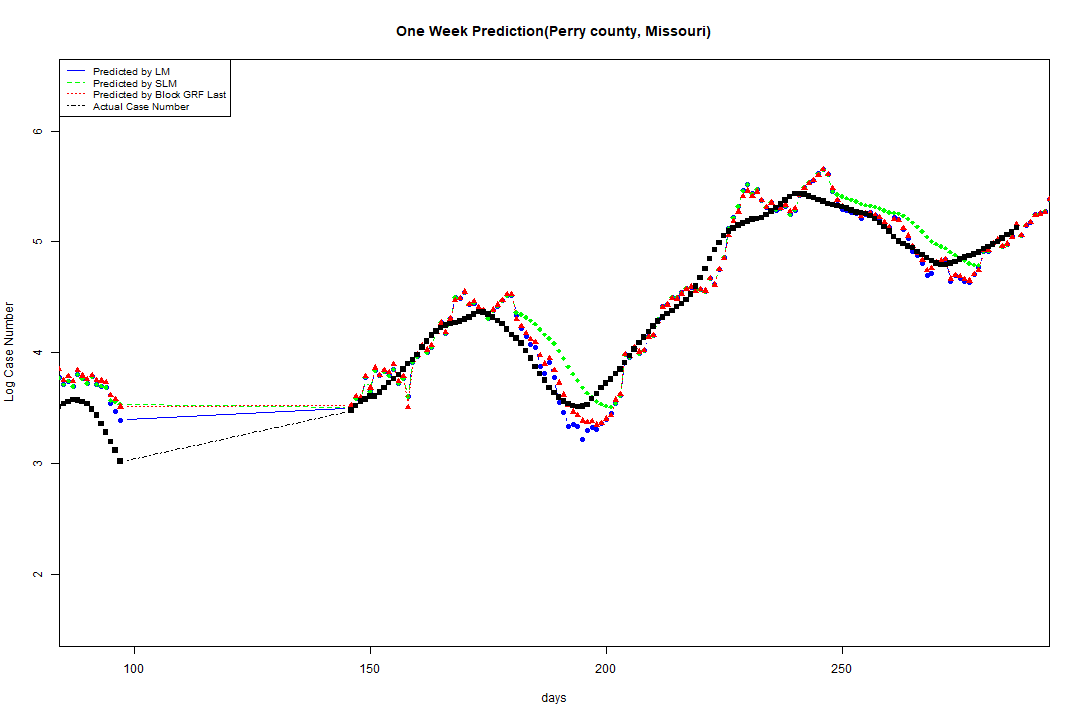 One Week Prediction(Perry county, Missouri)
Predicted by LM
Predicted by SLM
Predicted by Block GRF Last
Actual Case Number
6
5
4
3
2
Log Case Number
100 150 200 250
days